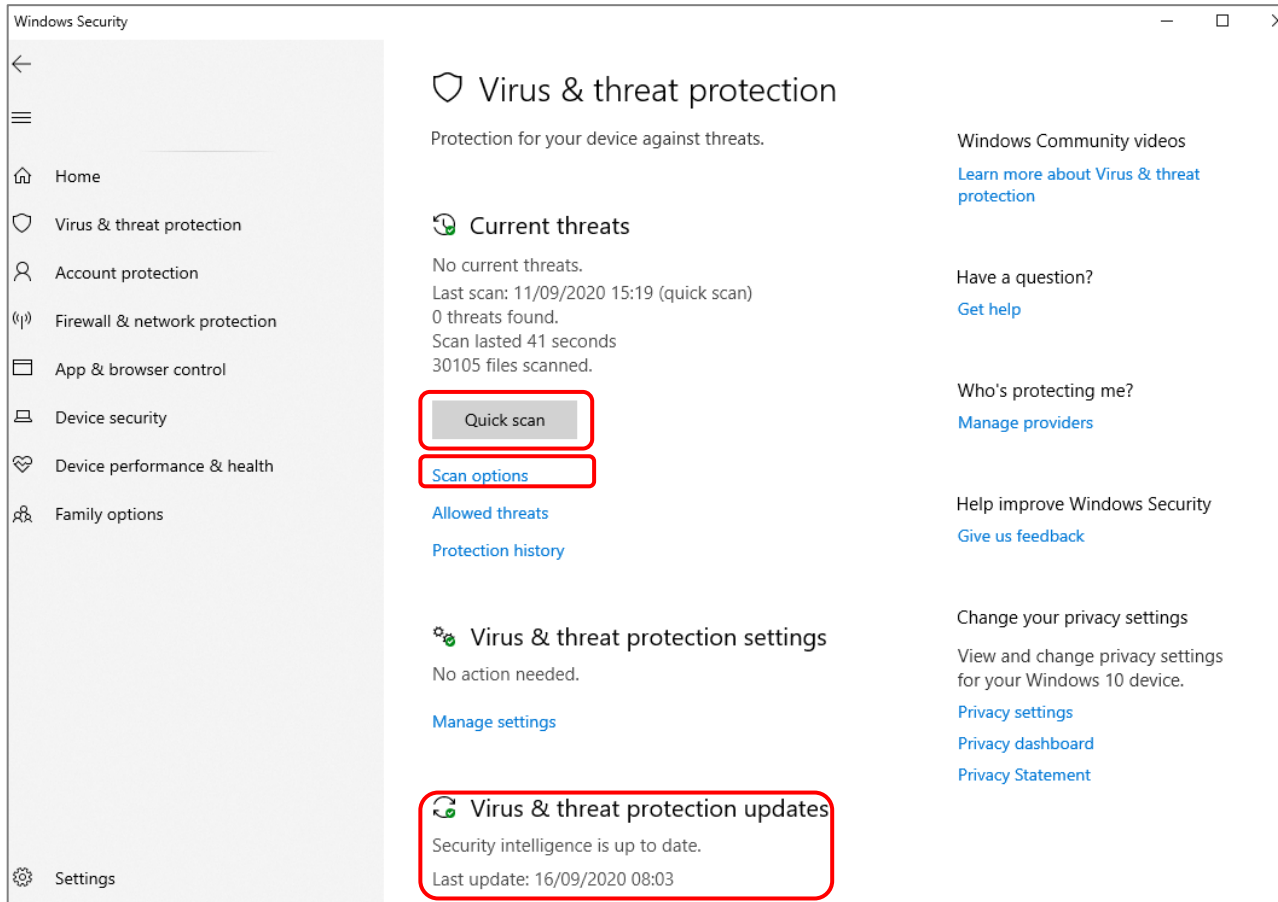 Windows Security
Home
Virus & threat protection
Account protection
Firewall & network protection
App & browser control
Device security
Device performance & health
Family options
Settings
Virus & threat protection
Protection for your device against threats.
Current threats
No current threats.
Last scan: 11/09/2020 15:19 (quick scan)
0 threats found.
Scan lasted 41 seconds
30105 files scanned.
Quick scan
Scan options
Allowed threats
Protection history
Virus & threat protection settings
No action needed.
Manage settings
Virus & threat protection updates
Security intelligence is up to date.
Last update: 16/09/2020 08:03
Windows Community videos
Learn more about Virus & threat
protection
Have a question?
Get help
Who's protecting me?
Manage providers
Help improve Windows Security
Give us feedback
Change your privacy settings
View and change privacy settings
for your Windows 10 device.
Privacy settings
Privacy dashboard
Privacy Statement